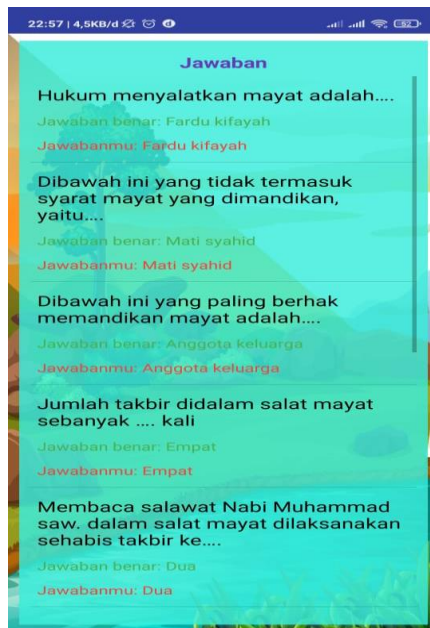 22:57 | 4,5KB/d
52
Jawaban
Hukum menyalatkan mayat adalah....
Jawaban benar: Fardu kifayah
Jawabanmu: Fardu kifayah
Dibawah ini yang tidak termasuk
syarat mayat yang dimandikan,
yaitu....
Jawaban benar: Mati syahid
Jawabanmu: Mati syahid
Dibawah ini yang paling berhak
memandikan mayat adalah....
Jawaban benar: Anggota keluarga
Jawabanmu: Anggota keluarga
Jumlah takbir didalam salat mayat
sebanyak .... kali
Jawaban benar: Empat
Jawabanmu: Empat
Membaca salawat Nabi Muhammad
saw. dalam salat mayat dilaksanakan
sehabis takbir ke....
Jawaban benar: Dua
Jawabanmu: Dua